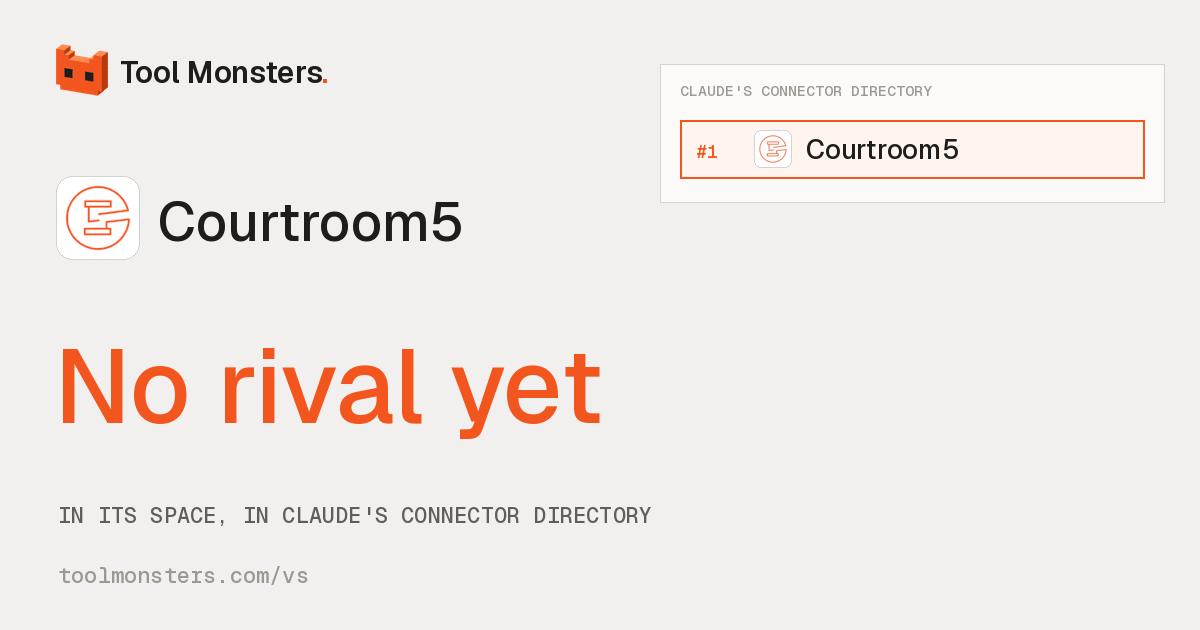 Tool Monsters.
CLAUDE'S CONNECTOR DIRECTORY
#1 Courtroom5
Courtroom5
No rival yet
IN ITS SPACE, IN CLAUDE'S CONNECTOR DIRECTORY
toolmonsters.com/vs